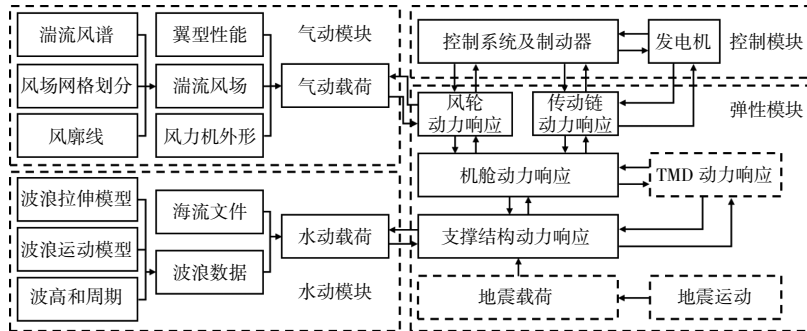 湍流风谱
翼型性能
气动模块
风场网格划分
湍流风场
气动载荷
风廓线
风力机外形
控制系统及制动器
发电机
控制模块
风轮
动力响应
传动链
动力响应
弹性模块
机舱动力响应
TMD 动力响应
波浪拉伸模型
海流文件
波浪运动模型
水动载荷
支撑结构动力响应
波高和周期
波浪数据
水动模块
地震载荷
地震运动